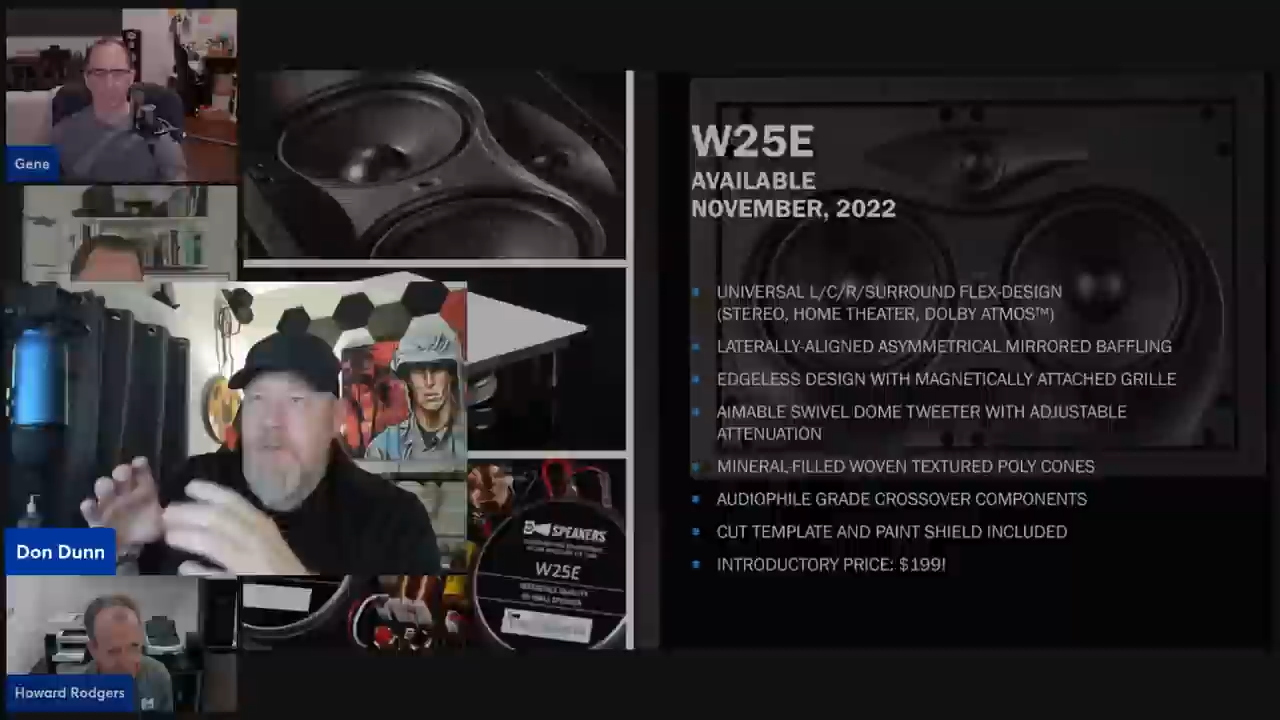 Gene
Don Dunn
Howard Rodgers
SPEAKERS
W25E
W25E
AVAILABLE
NOVEMBER, 2022
UNIVERSAL L/C/R/SURROUND FLEX-DESIGN
(STEREO, HOME THEATER, DOLBY ATMOS™)
LATERALLY-ALIGNED ASYMMETRICAL MIRRORED BAFFLING
EDGELESS DESIGN WITH MAGNETICALLY ATTACHED GRILLE
AIMABLE SWIVEL DOME TWEETER WITH ADJUSTABLE
ATTENUATION
MINERAL-FILLED WOVEN TEXTURED POLY CONES
AUDIOPHILE GRADE CROSSOVER COMPONENTS
CUT TEMPLATE AND PAINT SHIELD INCLUDED
INTRODUCTORY PRICE: $199!